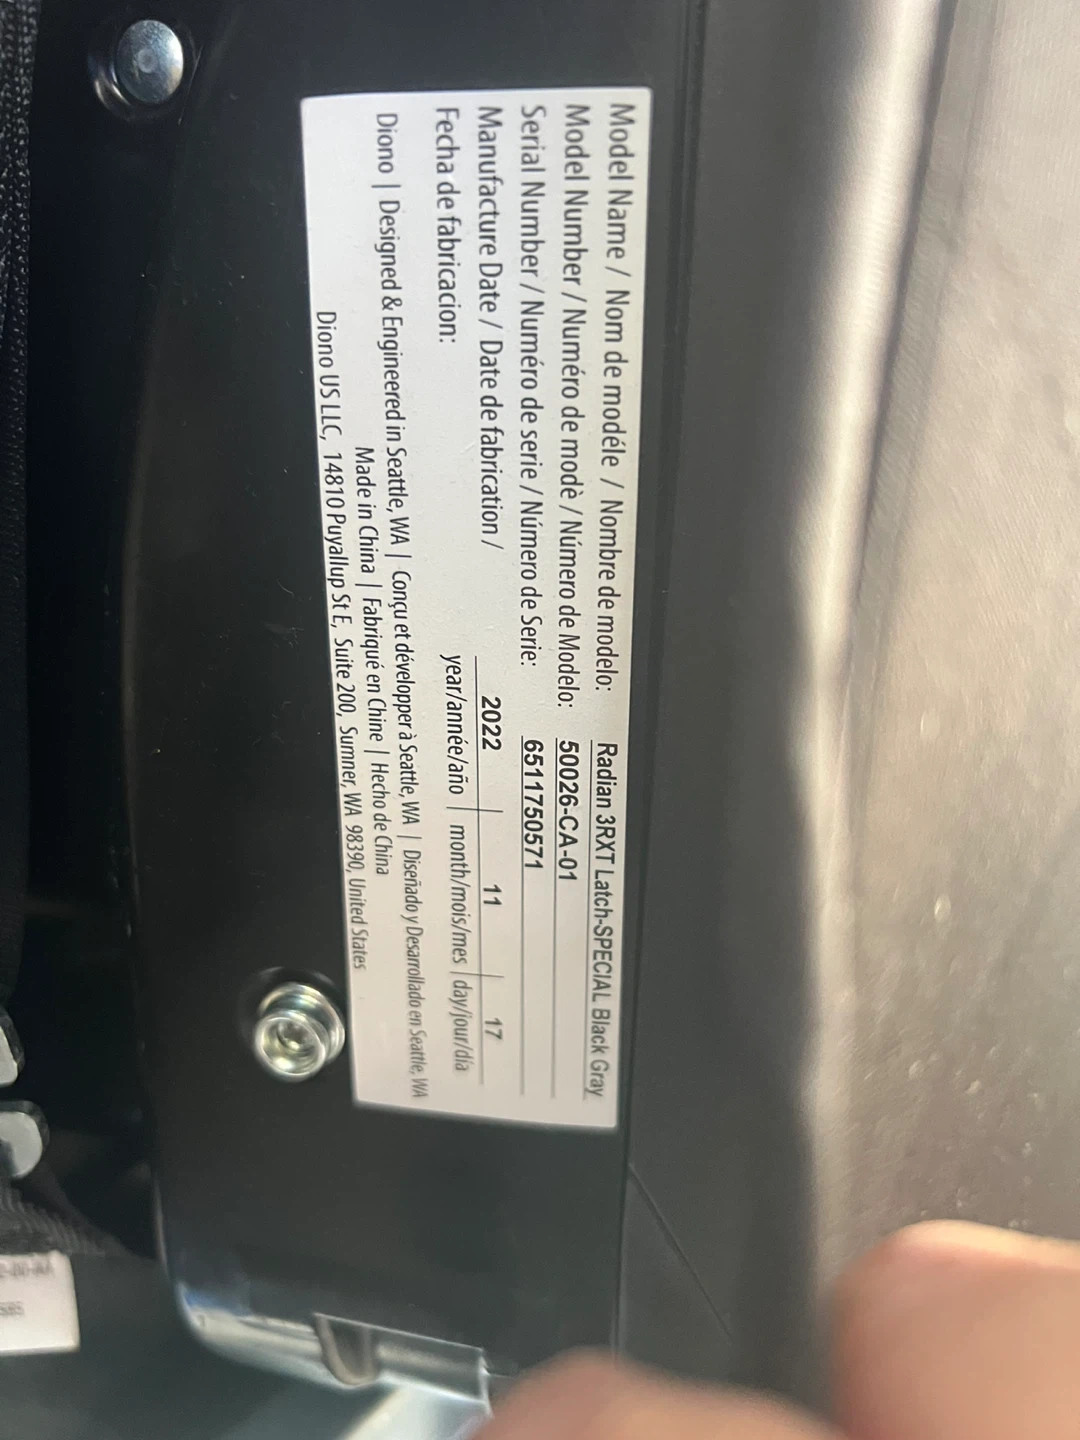 Model Name / Nom de modéle / Nombre de modelo: Radian 3RXT Latch-SPECIAL Black Gray
Model Number / Numéro de modè / Número de Modelo: 50026-CA-01
Serial Number / Numéro de serie / Número de Serie: 6511750571
Manufacture Date / Date de fabrication / 2022 | 11 | 17
Fecha de fabricacion: year/année/año | month/mois/mes | day/jour/día
Diono | Designed & Engineered in Seattle, WA | Conçu et développer à Seattle, WA | Diseñado y Desarrollado en Seattle, WA
Made in China | Fabriqué en Chine | Hecho de China
Diono US LLC, 14810 Puyallup St E, Suite 200, Sumner, WA 98390, United States